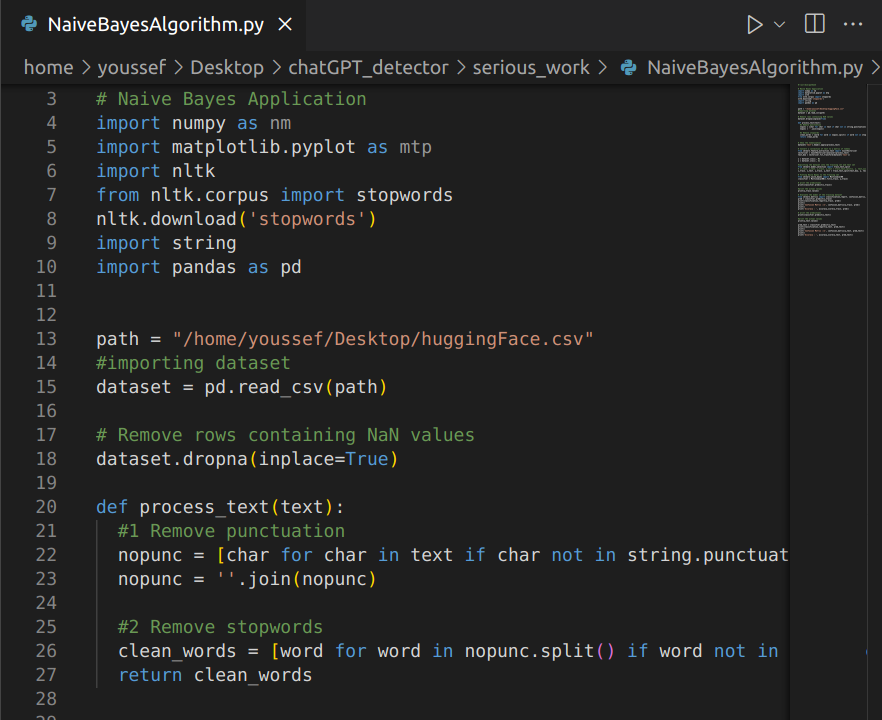 NaiveBayesAlgorithm.py
home > youssef > Desktop > chatGPT_detector > serious_work > NaiveBayesAlgorithm.py >
3 # Naive Bayes Application
4 import numpy as nm
5 import matplotlib.pyplot as mtp
6 import nltk
7 from nltk.corpus import stopwords
8 nltk.download('stopwords')
9 import string
10 import pandas as pd
11
12
13 path = "/home/youssef/Desktop/huggingFace.csv"
14 #importing dataset
15 dataset = pd.read_csv(path)
16
17 # Remove rows containing NaN values
18 dataset.dropna(inplace=True)
19
20 def process_text(text):
21 #1 Remove punctuation
22 nopunc = [char for char in text if char not in string.punctuat
23 nopunc = ''.join(nopunc)
24
25 #2 Remove stopwords
26 clean_words = [word for word in nopunc.split() if word not in
27 return clean_words
28